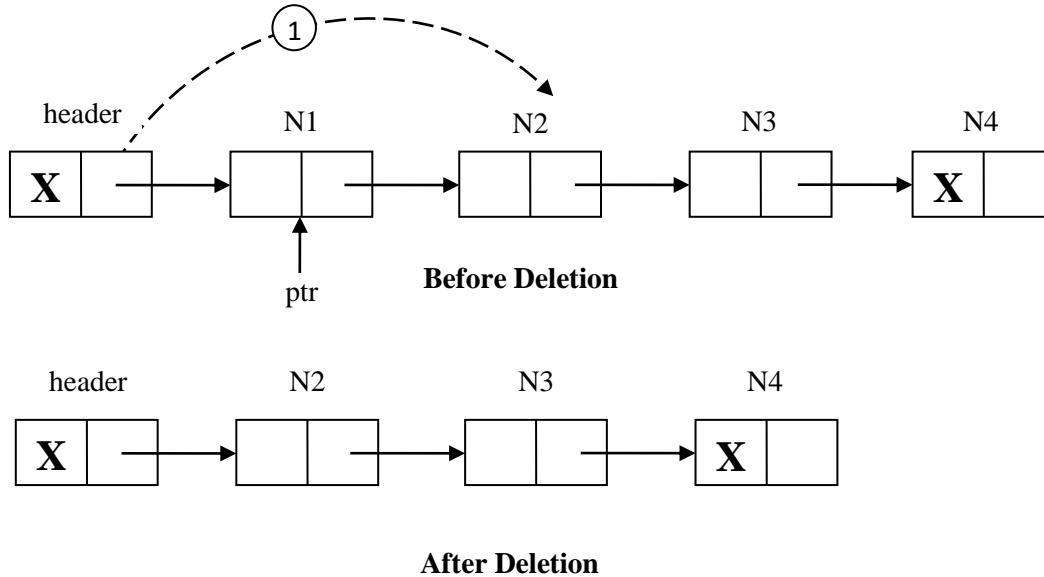 1
header N1 N2 N3 N4
X X
ptr
Before Deletion
header N2 N3 N4
X X
After Deletion